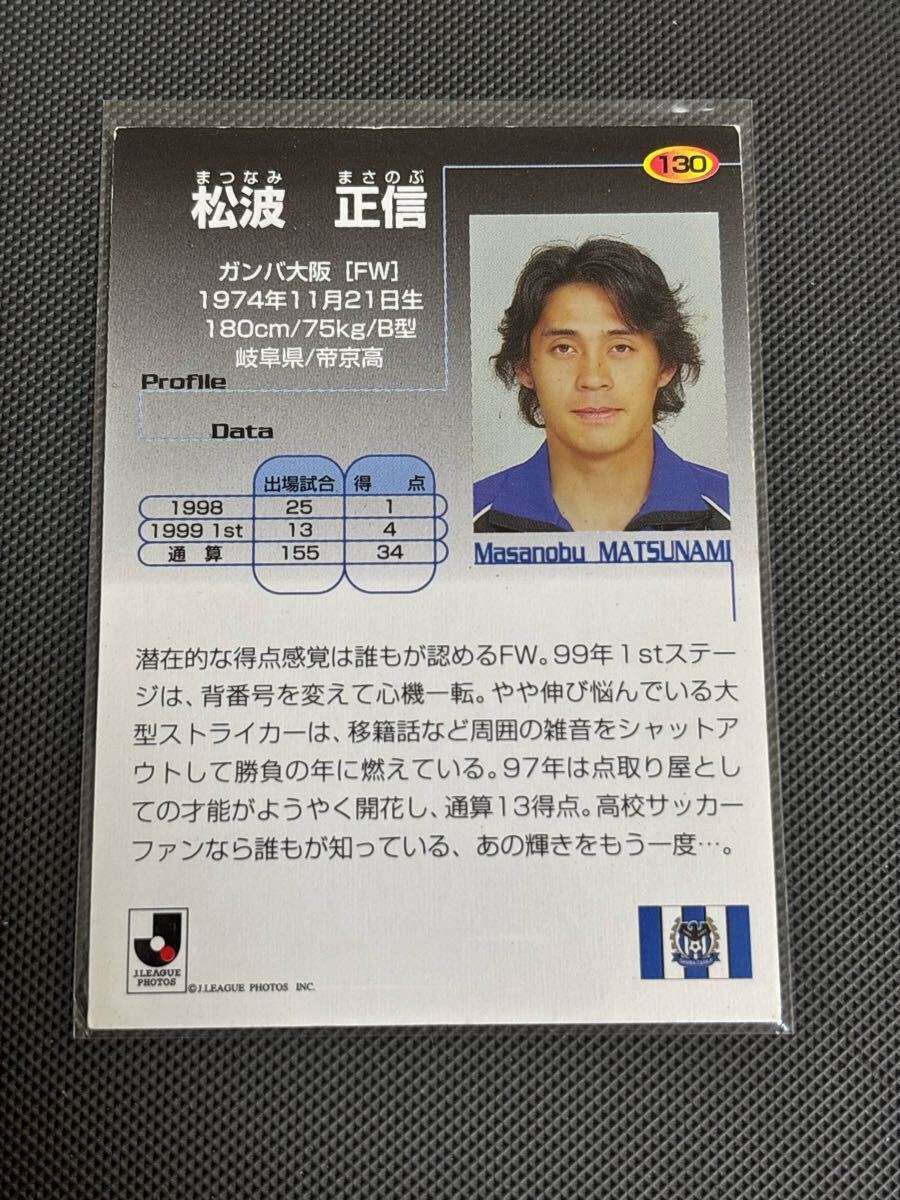 130
まつなみ まさのぶ
松波 正信
ガンバ大阪 [FW]
1974年11月21日生
180cm/75kg/B型
岐阜県/帝京高
Profile
Data
出場試合 得 点
1998 25 1
1999 1st 13 4
通 算 155 34
Masanobu MATSUNAMI
潜在的な得点感覚は誰もが認めるFW。99年1stステー
ジは、背番号を変えて心機一転。やや伸び悩んでいる大
型ストライカーは、移籍話など周囲の雑音をシャットア
ウトして勝負の年に燃えている。97年は点取り屋とし
ての才能がようやく開花し、通算13得点。高校サッカー
ファンなら誰もが知っている、あの輝きをもう一度…。
J.LEAGUE
PHOTOS
©J.LEAGUE PHOTOS INC.